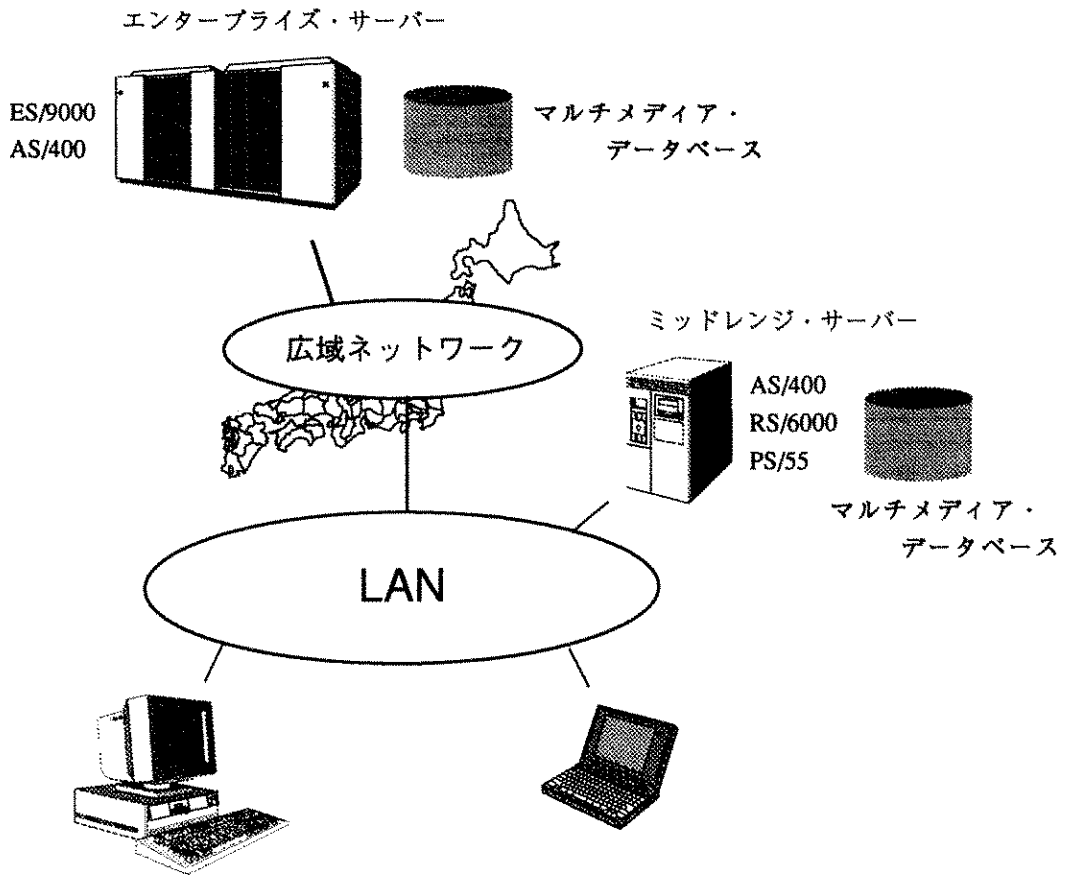 エンタープライズ・サーバー
ES/9000
AS/400
マルチメディア・
データベース
広域ネットワーク
ミッドレンジ・サーバー
AS/400
RS/6000
PS/55
マルチメディア・
データベース
LAN